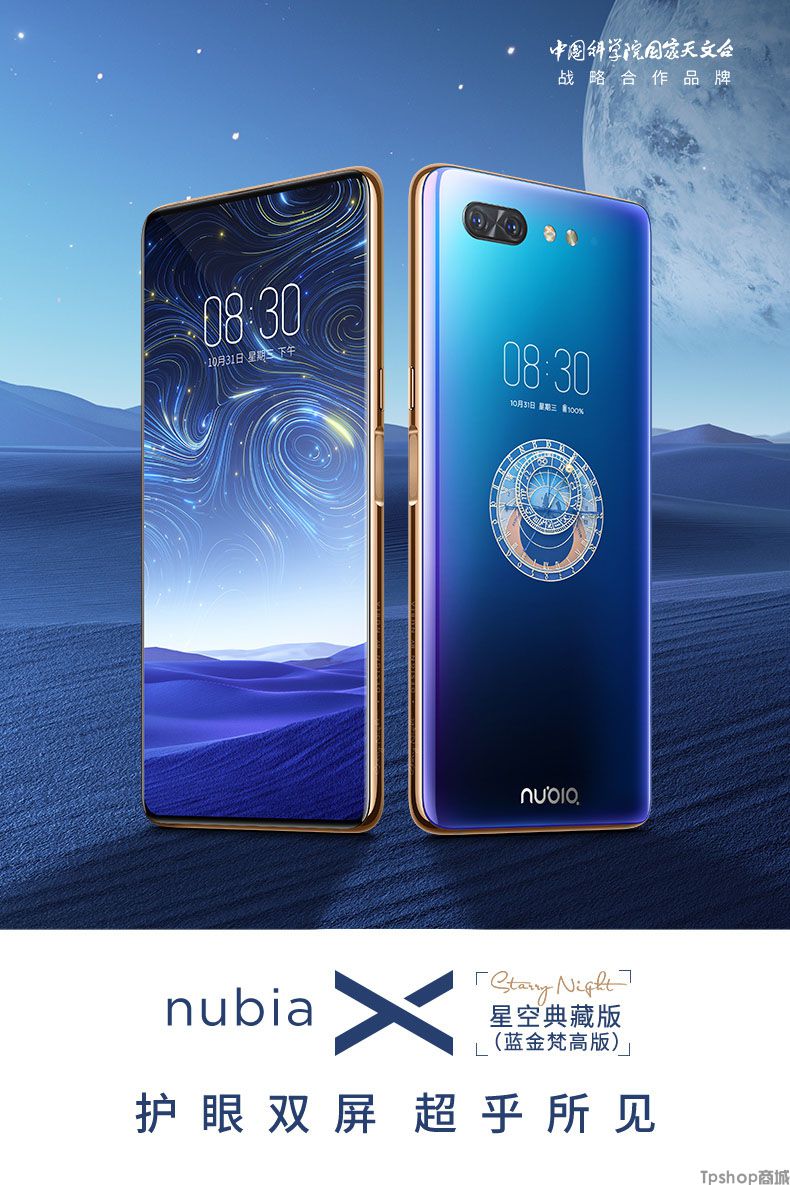 中国科学院国家天文台
战略合作品牌
08:30
10月31日 星期三 下午
08:30
10月31日 星期三 100%
nubia
nubia
Starry Night
星空典藏版
(蓝金梵高版)
护眼双屏 超乎所见
Tpshop商城